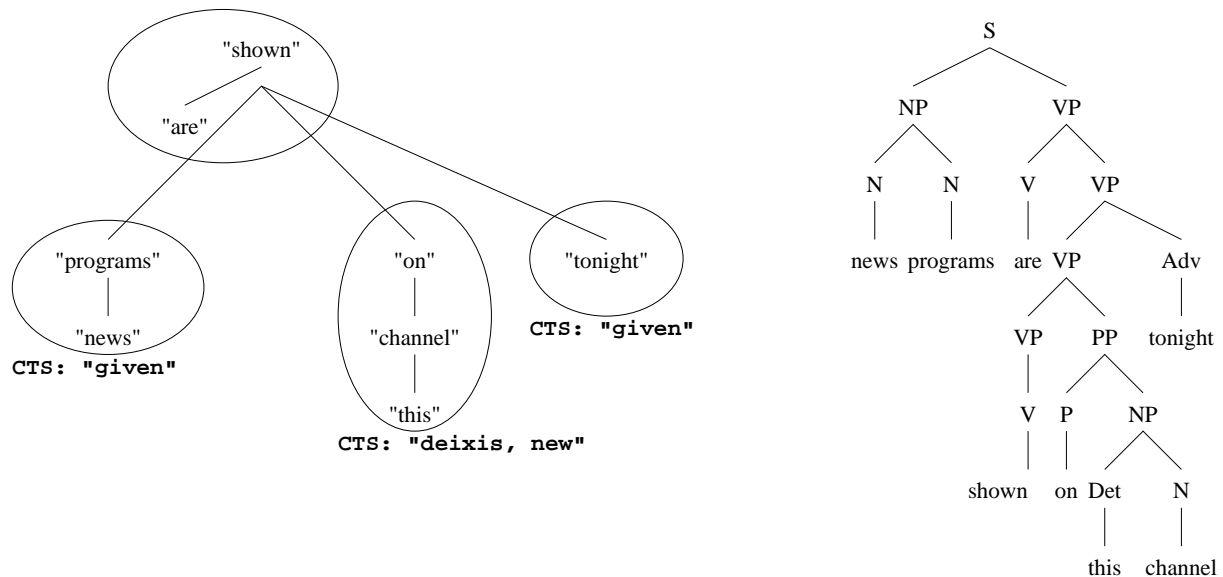 "shown"
"are"
"programs" "on" "tonight"
"news" "channel" CTS: "given"
CTS: "given"
"this"
CTS: "deixis, new"
S
NP VP
N N V VP
news programs are VP Adv
VP PP tonight
V P NP
shown on Det N
this channel